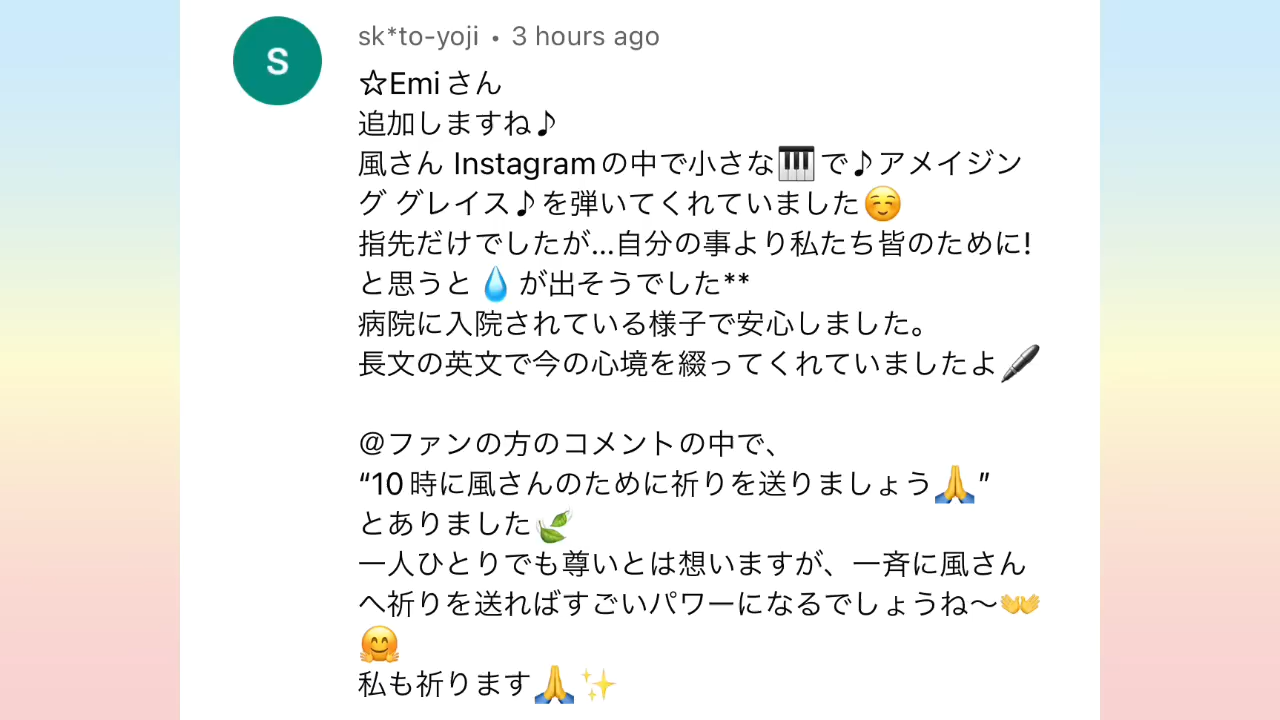 S
sk*to-yoji • 3 hours ago
☆Emiさん
追加しますね♪
風さん Instagramの中で小さな🎹で♪アメイジン
グ グレイス♪を弾いてくれていました☺️
指先だけでしたが…自分の事より私たち皆のために!
と思うと💧が出そうでした**
病院に入院されている様子で安心しました。
長文の英文で今の心境を綴ってくれていましたよ🖋️
@ファンの方のコメントの中で、
“10時に風さんのために祈りを送りましょう🙏”
とありました🍃
一人ひとりでも尊いとは想いますが、一斉に風さん
へ祈りを送ればすごいパワーになるでしょうね〜👐
🤗
私も祈ります🙏✨